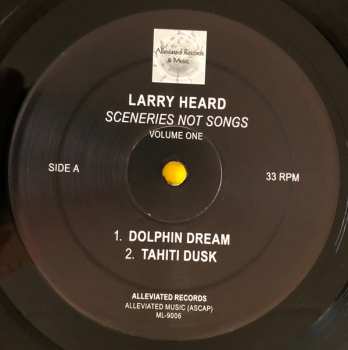 Alleviated Records
& Music
LARRY HEARD
SCENERIES NOT SONGS
VOLUME ONE
SIDE A
33 RPM
1. DOLPHIN DREAM
2. TAHITI DUSK
ALLEVIATED RECORDS
ALLEVIATED MUSIC (ASCAP)
ML-9006